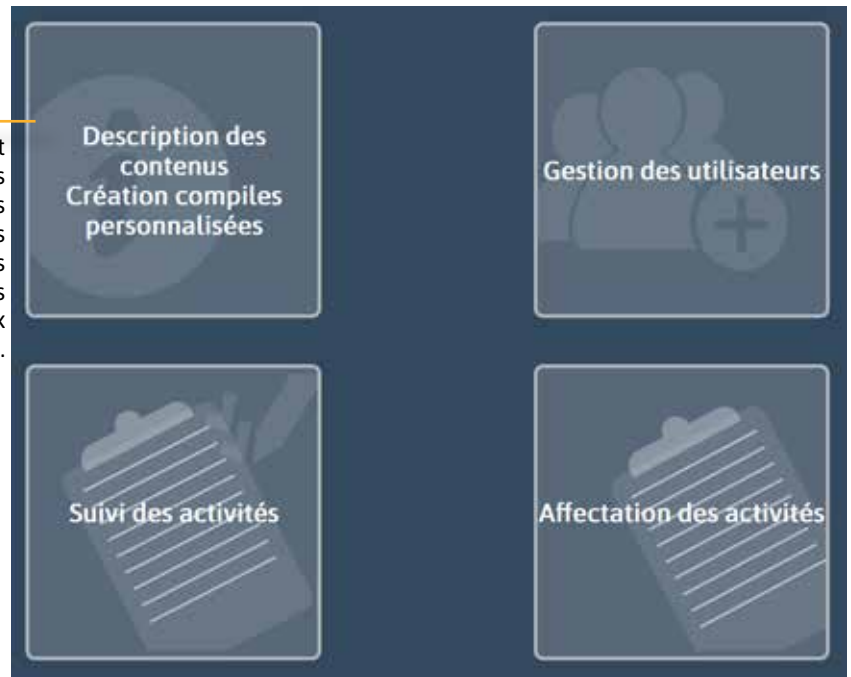 Description des
contenus
Création compiles
personnalisées
Gestion des utilisateurs
Suivi des activités
Affectation des activités